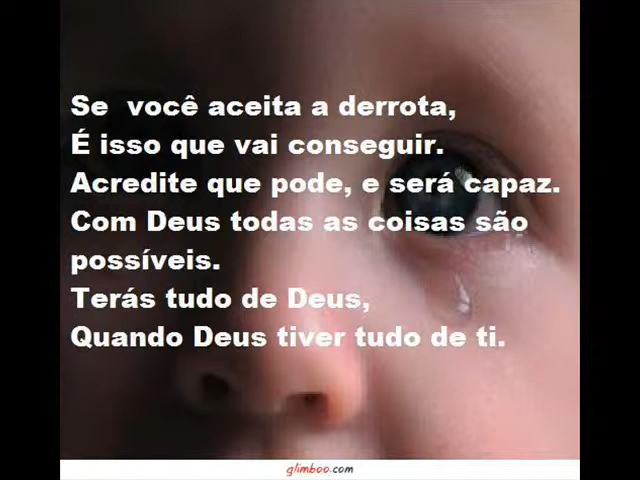 Se  você aceita a derrota,
É isso que vai conseguir.
Acredite que pode, e será capaz.
Com Deus todas as coisas são
possíveis.
Terás tudo de Deus,
Quando Deus tiver tudo de ti.
glimboo.com